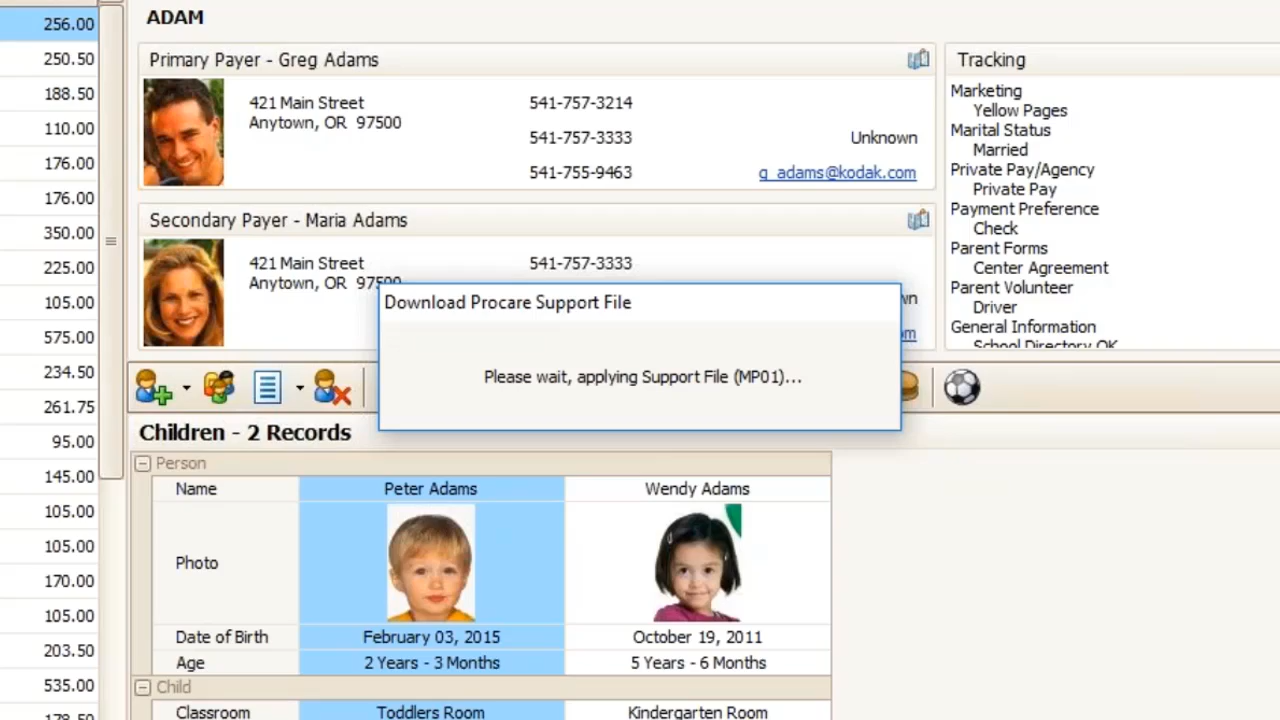 256.00
250.50
188.50
110.00
176.00
176.00
350.00
225.00
105.00
575.00
234.50
261.75
95.00
145.00
105.00
105.00
170.00
105.00
203.50
535.00
178.50
ADAM
Primary Payer - Greg Adams
421 Main Street
Anytown, OR 97500
541-757-3214
541-757-3333
Unknown
541-755-9463
g_adams@kodak.com
Secondary Payer - Maria Adams
421 Main Street
Anytown, OR 97500
541-757-3333
Tracking
Marketing
Yellow Pages
Marital Status
Married
Private Pay/Agency
Private Pay
Payment Preference
Check
Parent Forms
Center Agreement
Parent Volunteer
Driver
General Information
School Directory OK
Download Procare Support File
Please wait, applying Support File (MP01)...
Children - 2 Records
Person
Name Peter Adams Wendy Adams
Photo
Date of Birth February 03, 2015 October 19, 2011
Age 2 Years - 3 Months 5 Years - 6 Months
Child
Classroom Toddlers Room Kindergarten Room